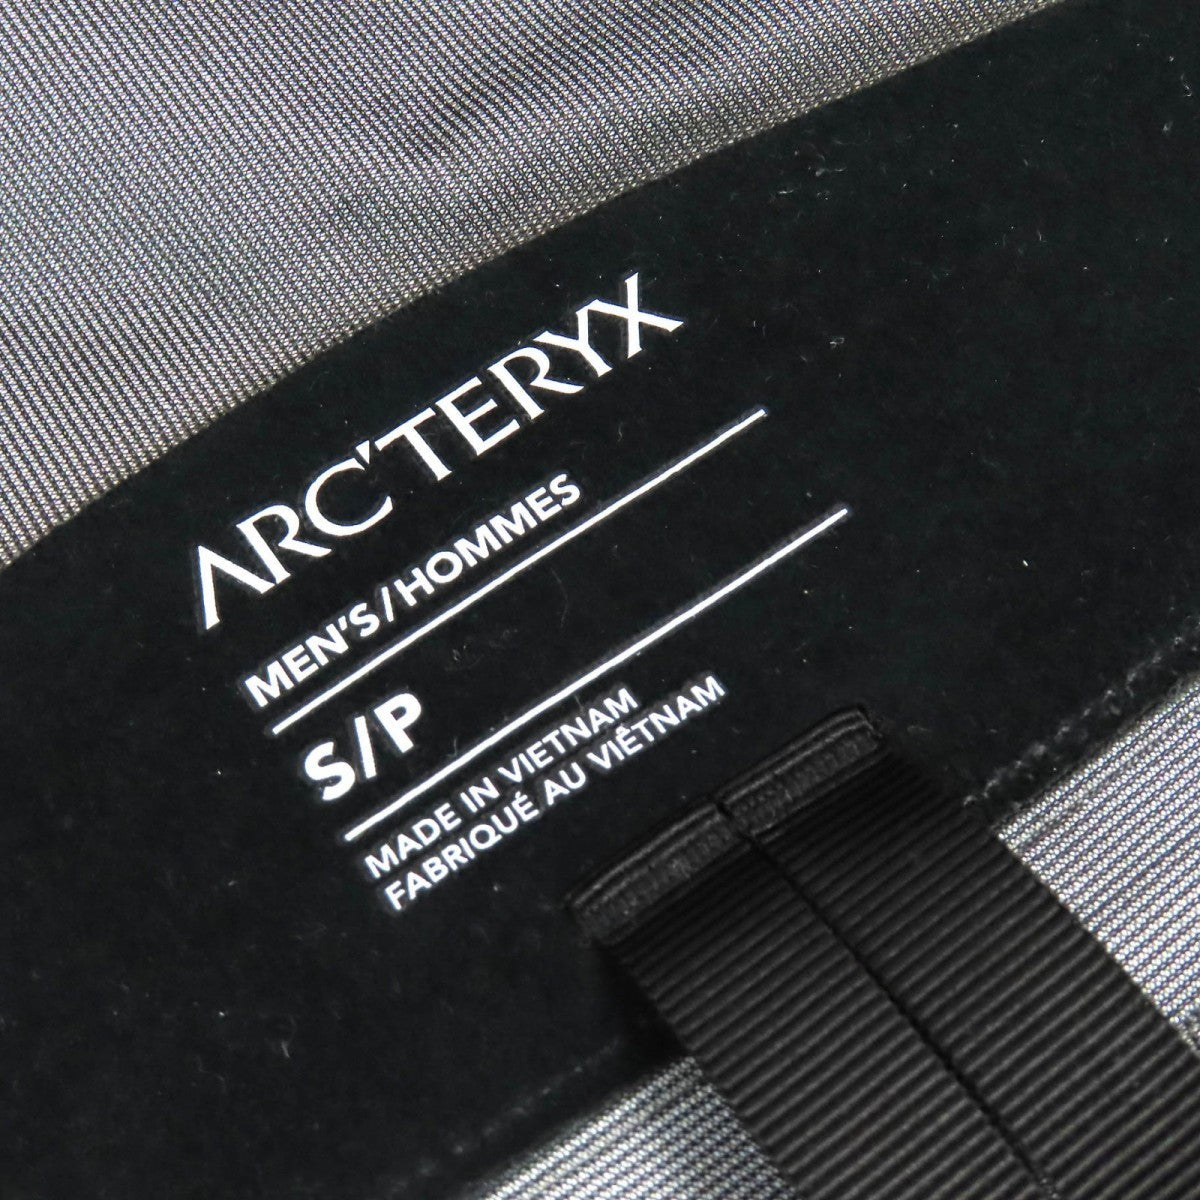 ARC'TERYX
MEN'S/HOMMES
S/P
MADE IN VIETNAM
FABRIQUÉ AU VIÊTNAM